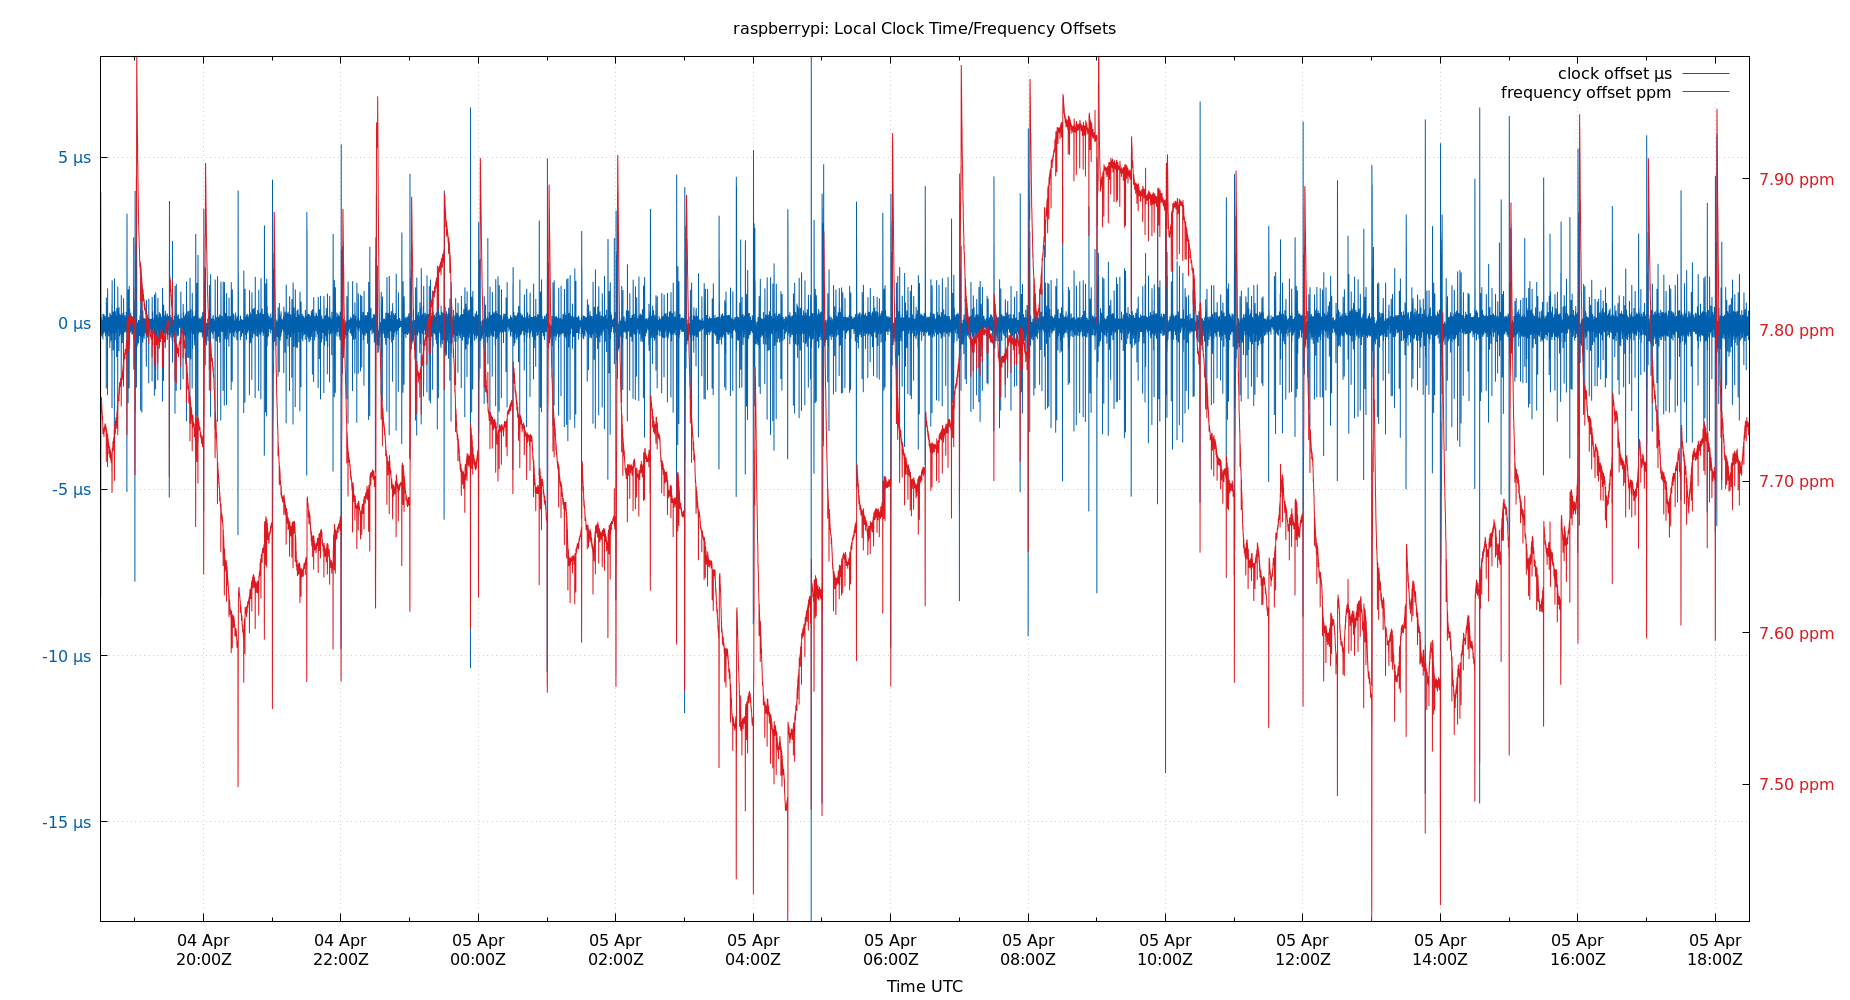 raspberrypi: Local Clock Time/Frequency Offsets
clock offset µs
frequency offset ppm
5 µs
0 µs
-5 µs
-10 µs
-15 µs
7.90 ppm
7.80 ppm
7.70 ppm
7.60 ppm
7.50 ppm
04 Apr 04 Apr 05 Apr 05 Apr 05 Apr 05 Apr 05 Apr 05 Apr 05 Apr 05 Apr 05 Apr 05 Apr
20:00Z 22:00Z 00:00Z 02:00Z 04:00Z 06:00Z 08:00Z 10:00Z 12:00Z 14:00Z 16:00Z 18:00Z
Time UTC